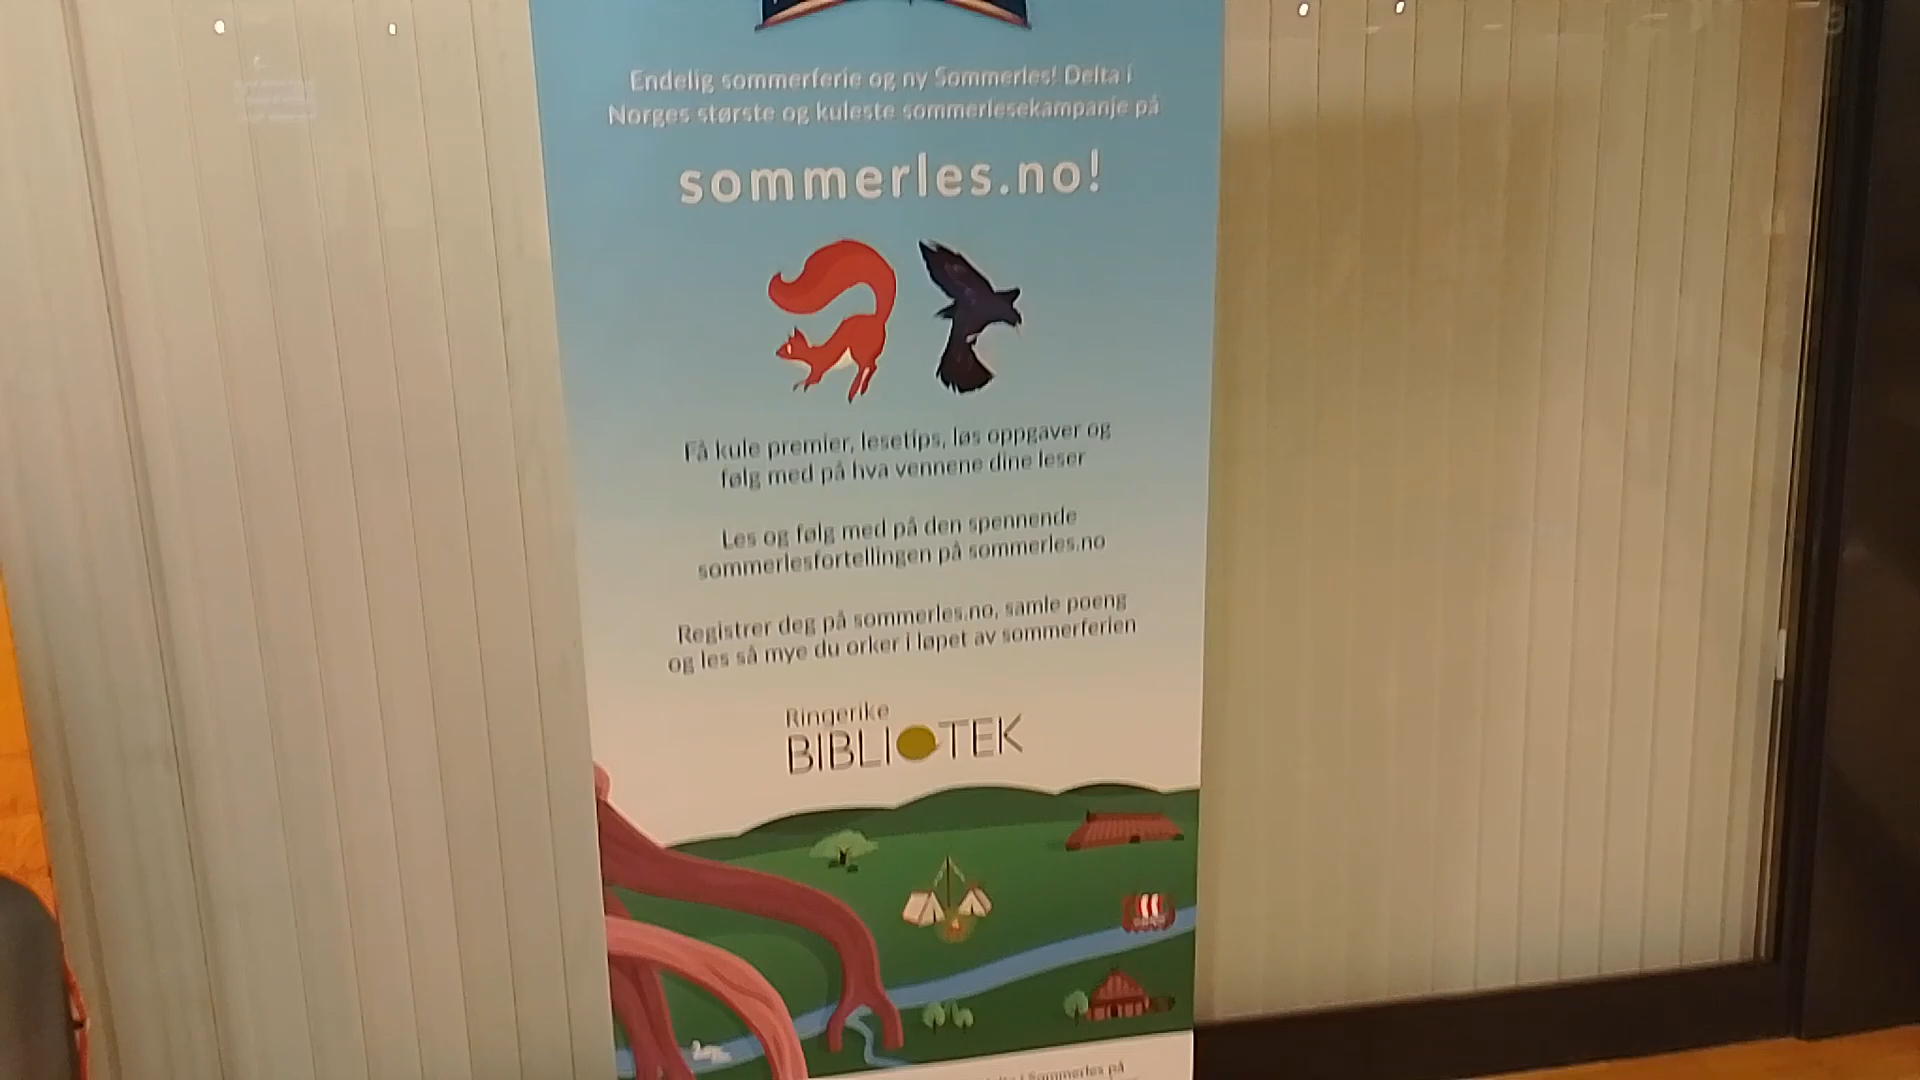 Endelig sommerferie og ny Sommerles! Delta i
Norges største og kuleste sommerlesekampanje på
sommerles.no!
Få kule premier, lesetips, løs oppgaver og
følg med på hva vennene dine leser
Les og følg med på den spennende
sommerlesfortellingen på sommerles.no
Registrer deg på sommerles.no, samle poeng
og les så mye du orker i løpet av sommerferien
Ringerike
BIBLIOTEK
i Sommerles på